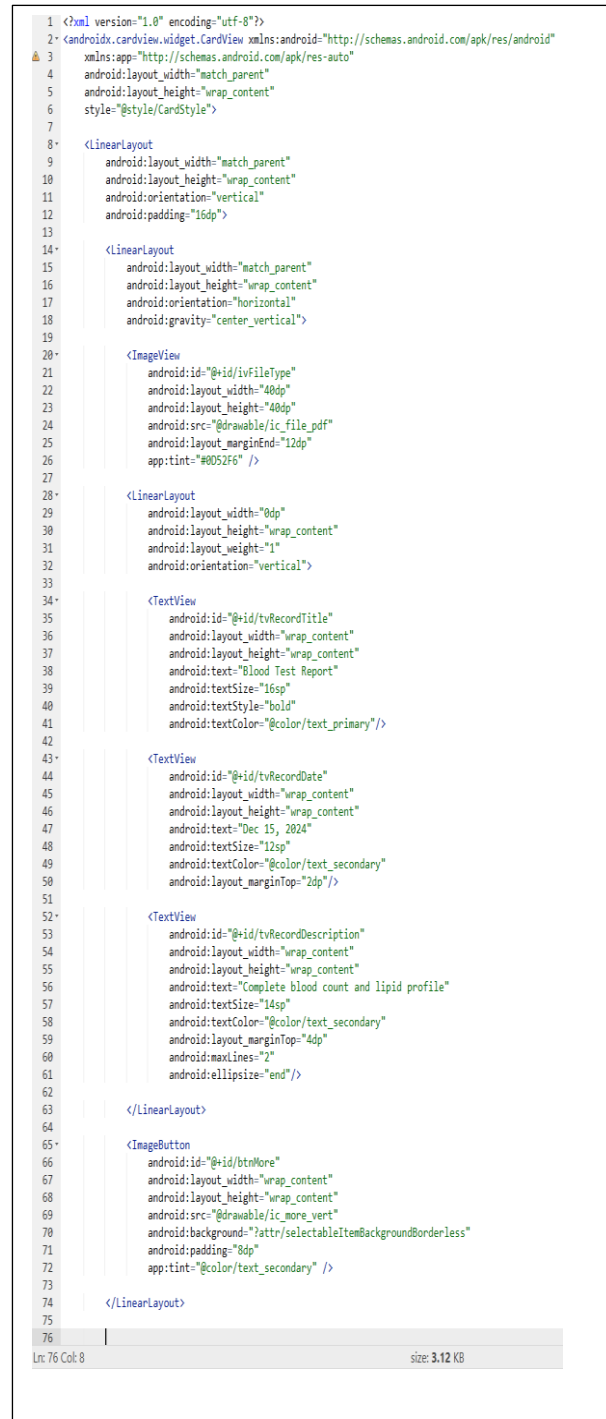 1 <?xml version="1.0" encoding="utf-8"?>
2 <androidx.cardview.widget.CardView xmlns:android="http://schemas.android.com/apk/res/android"
3     xmlns:app="http://schemas.android.com/apk/res-auto"
4     android:layout_width="match_parent"
5     android:layout_height="wrap_content"
6     style="@style/CardStyle">
7
8     <LinearLayout
9         android:layout_width="match_parent"
10         android:layout_height="wrap_content"
11         android:orientation="vertical"
12         android:padding="16dp">
13
14         <LinearLayout
15             android:layout_width="match_parent"
16             android:layout_height="wrap_content"
17             android:orientation="horizontal"
18             android:gravity="center_vertical">
19
20             <ImageView
21                 android:id="@+id/ivFileType"
22                 android:layout_width="40dp"
23                 android:layout_height="40dp"
24                 android:src="@drawable/ic_file_pdf"
25                 android:layout_marginEnd="12dp"
26                 app:tint="#0D52F6" />
27
28             <LinearLayout
29                 android:layout_width="0dp"
30                 android:layout_height="wrap_content"
31                 android:layout_weight="1"
32                 android:orientation="vertical">
33
34                 <TextView
35                     android:id="@+id/tvRecordTitle"
36                     android:layout_width="wrap_content"
37                     android:layout_height="wrap_content"
38                     android:text="Blood Test Report"
39                     android:textSize="16sp"
40                     android:textStyle="bold"
41                     android:textColor="@color/text_primary"/>
42
43                 <TextView
44                     android:id="@+id/tvRecordDate"
45                     android:layout_width="wrap_content"
46                     android:layout_height="wrap_content"
47                     android:text="Dec 15, 2024"
48                     android:textSize="12sp"
49                     android:textColor="@color/text_secondary"
50                     android:layout_marginTop="2dp"/>
51
52                 <TextView
53                     android:id="@+id/tvRecordDescription"
54                     android:layout_width="wrap_content"
55                     android:layout_height="wrap_content"
56                     android:text="Complete blood count and lipid profile"
57                     android:textSize="14sp"
58                     android:textColor="@color/text_secondary"
59                     android:layout_marginTop="4dp"
60                     android:maxLines="2"
61                     android:ellipsize="end"/>
62
63             </LinearLayout>
64
65             <ImageButton
66                 android:id="@+id/btnMore"
67                 android:layout_width="wrap_content"
68                 android:layout_height="wrap_content"
69                 android:src="@drawable/ic_more_vert"
70                 android:background="?attr/selectableItemBackgroundBorderless"
71                 android:padding="8dp"
72                 app:tint="@color/text_secondary" />
73
74         </LinearLayout>
75
76
Ln: 76 Col: 8 size: 3.12 KB